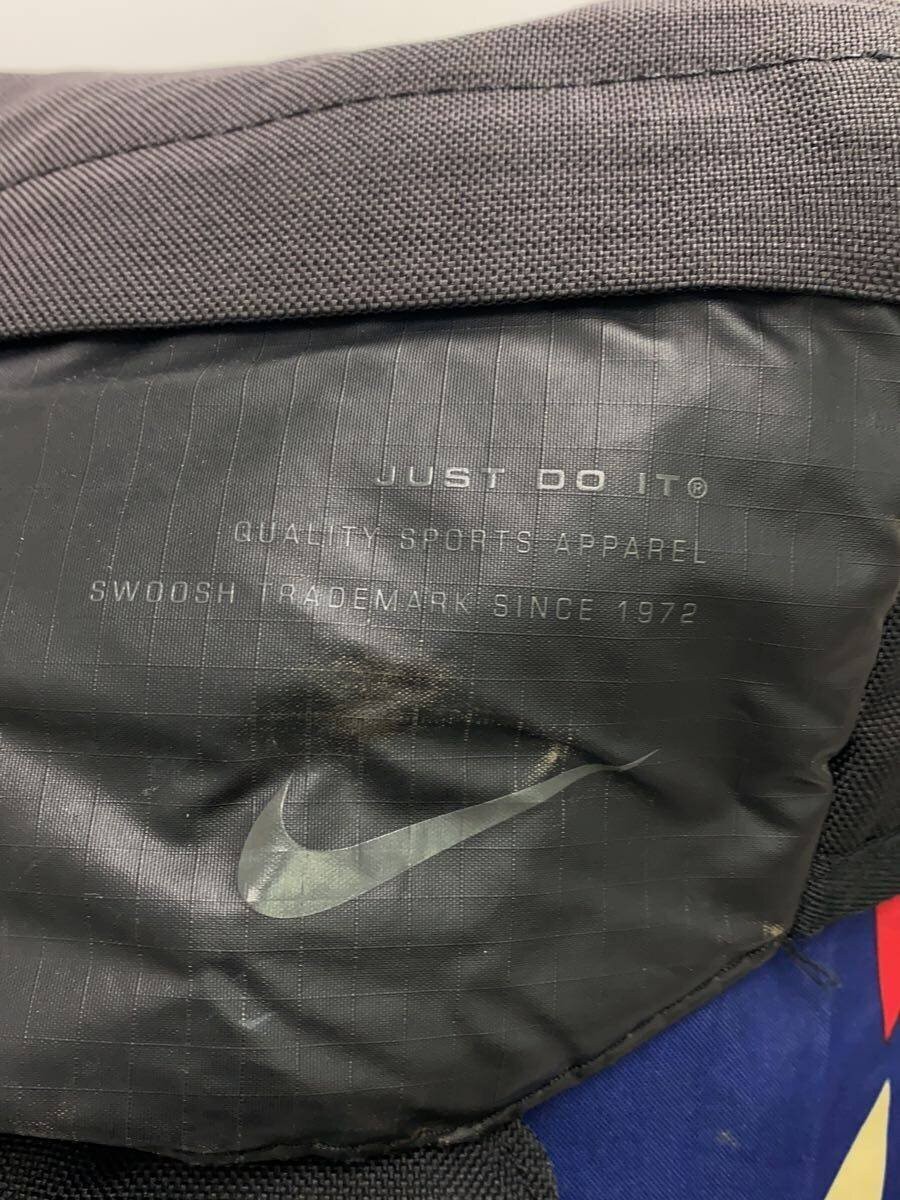 JUST DO IT®
QUALITY SPORTS APPAREL
SWOOSH TRADEMARK SINCE 1972